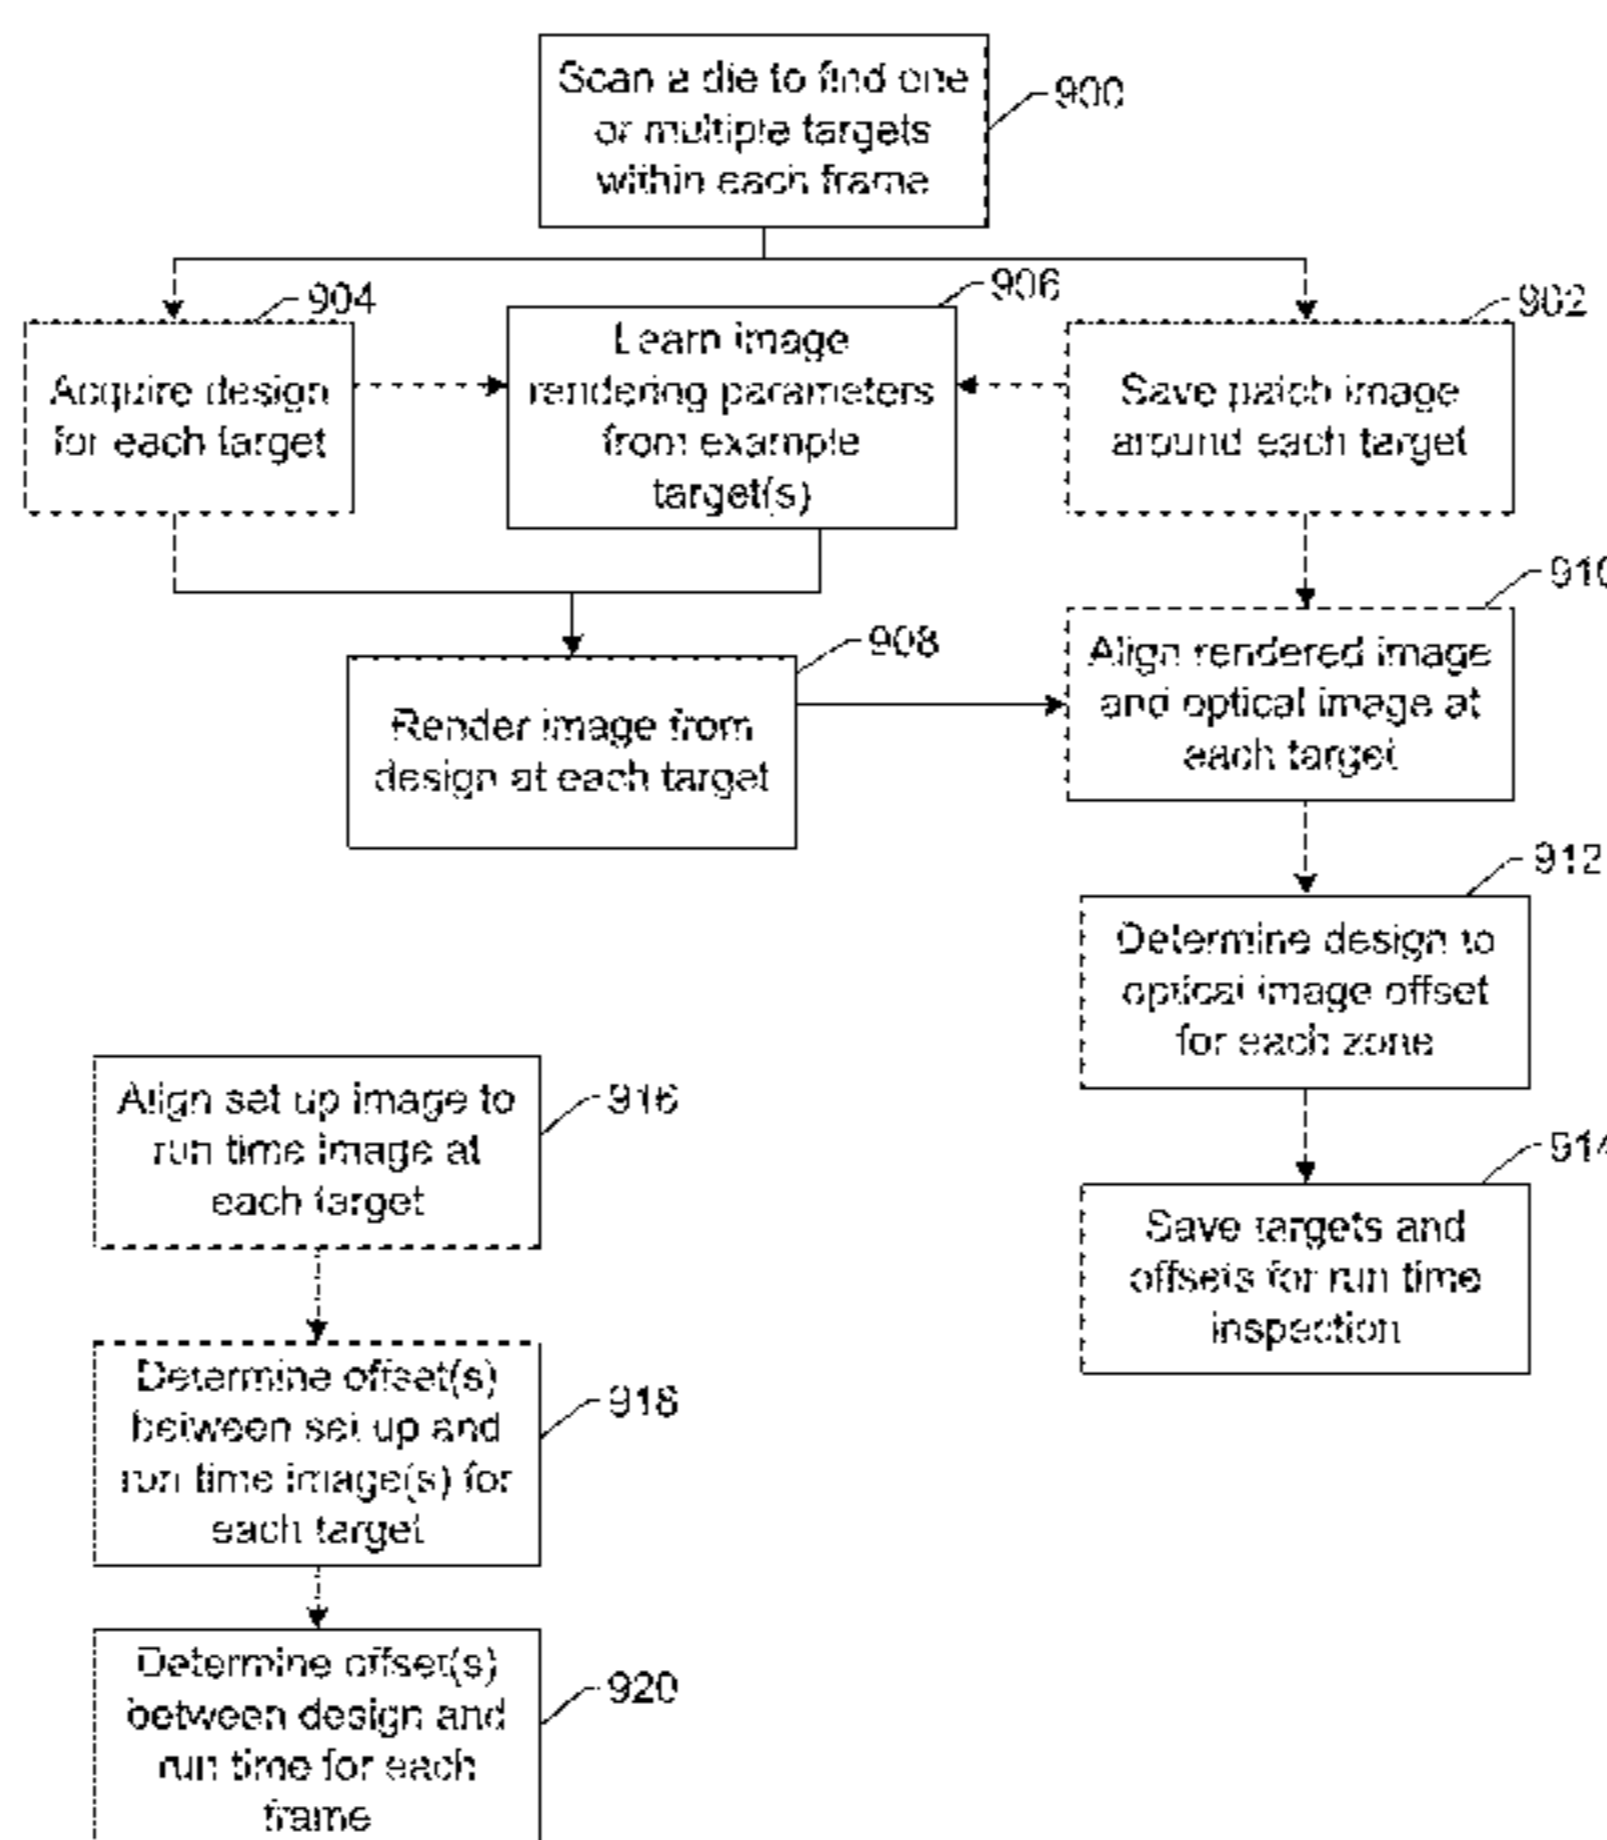 Scan a die to find one
or multiple targets
within each frame
900
904
906
902
Acquire design
for each target
Learn image
rendering parameters
from example
target(s)
Save patch image
around each target
910
908
Render image from
design at each target
Align rendered image
and optical image at
each target
912
Determine design to
optical image offset
for each zone
916
Align set up image to
run time image at
each target
914
Save targets and
offsets for run time
inspection
918
Determine offset(s)
between set up and
run time image(s) for
each target
920
Determine offset(s)
between design and
run time for each
frame